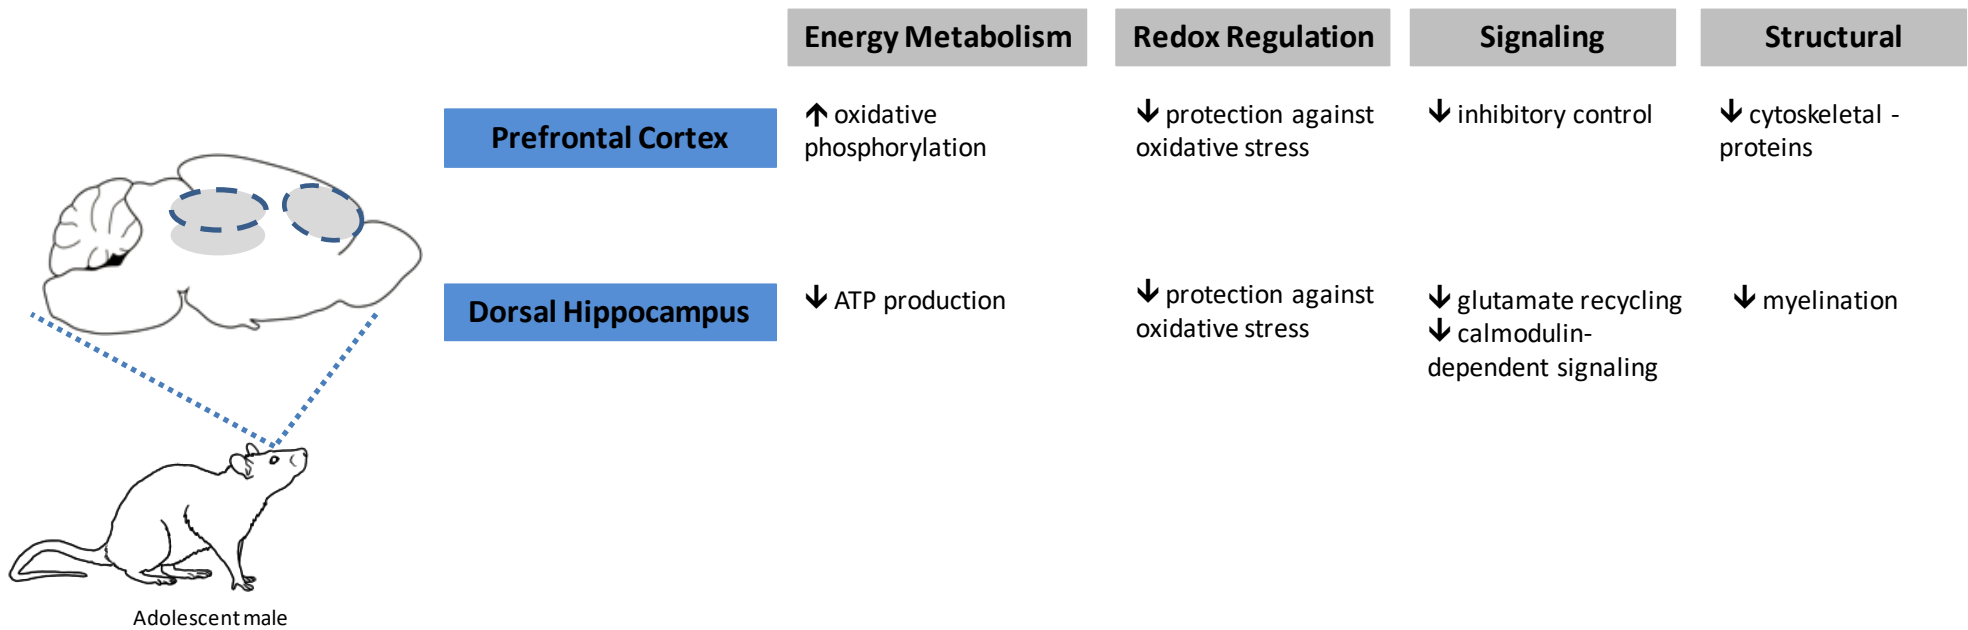 Energy Metabolism
Redox Regulation
Signaling
Structural
Prefrontal Cortex
↑ oxidative
phosphorylation
↓ protection against
oxidative stress
↓ inhibitory control
↓ cytoskeletal -
proteins
Dorsal Hippocampus
↓ ATP production
↓ protection against
oxidative stress
↓ glutamate recycling
↓ calmodulin-
dependent signaling
↓ myelination
Adolescent male